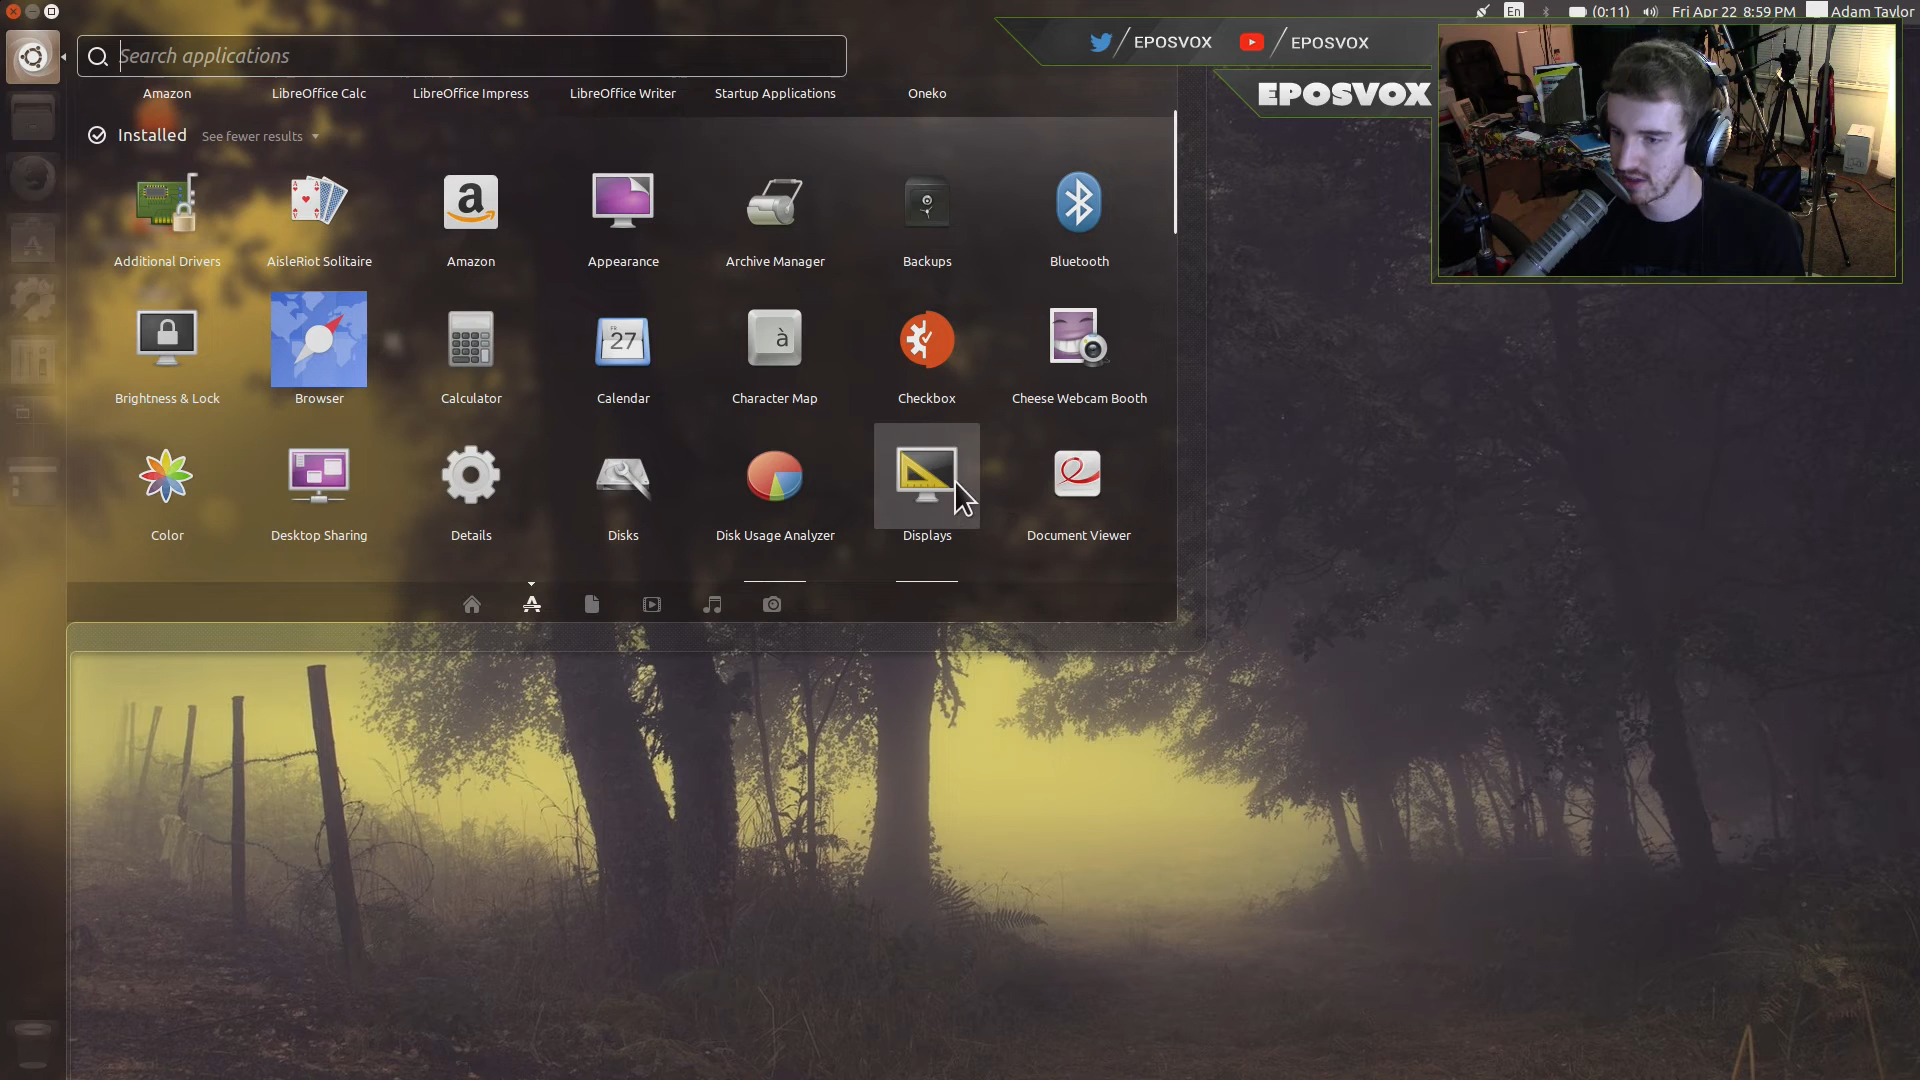 En (0:11) Fri Apr 22 8:59 PM Adam Taylor
Search applications
EPOSVOX EPOSVOX
EPOSVOX
Amazon LibreOffice Calc LibreOffice Impress LibreOffice Writer Startup Applications Oneko
Installed See fewer results
Additional Drivers AisleRiot Solitaire Amazon Appearance Archive Manager Backups Bluetooth
FR
27
à
Brightness & Lock Browser Calculator Calendar Character Map Checkbox Cheese Webcam Booth
Color Desktop Sharing Details Disks Disk Usage Analyzer Displays Document Viewer